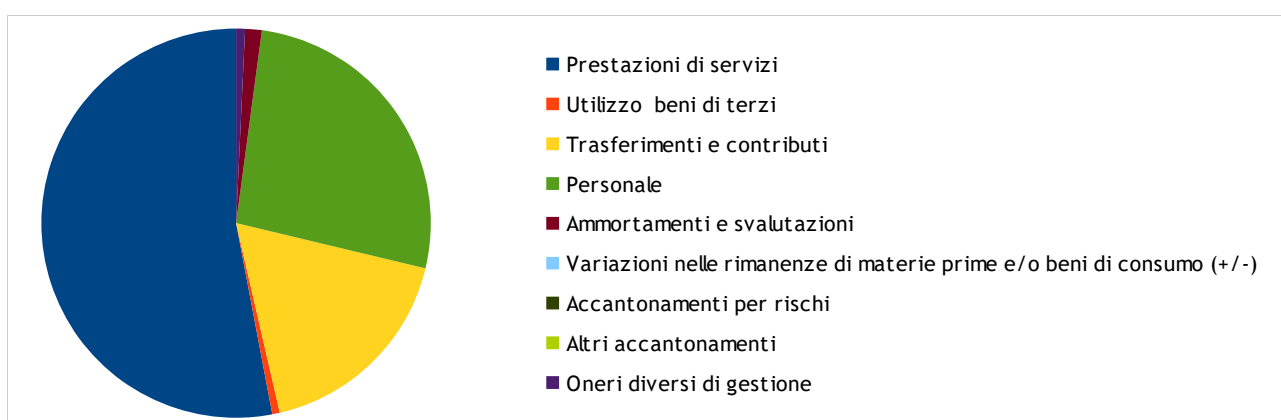 Prestazioni di servizi
Utilizzo beni di terzi
Trasferimenti e contributi
Personale
Ammortamenti e svalutazioni
Variazioni nelle rimanenze di materie prime e/o beni di consumo (+/-)
Accantonamenti per rischi
Altri accantonamenti
Oneri diversi di gestione